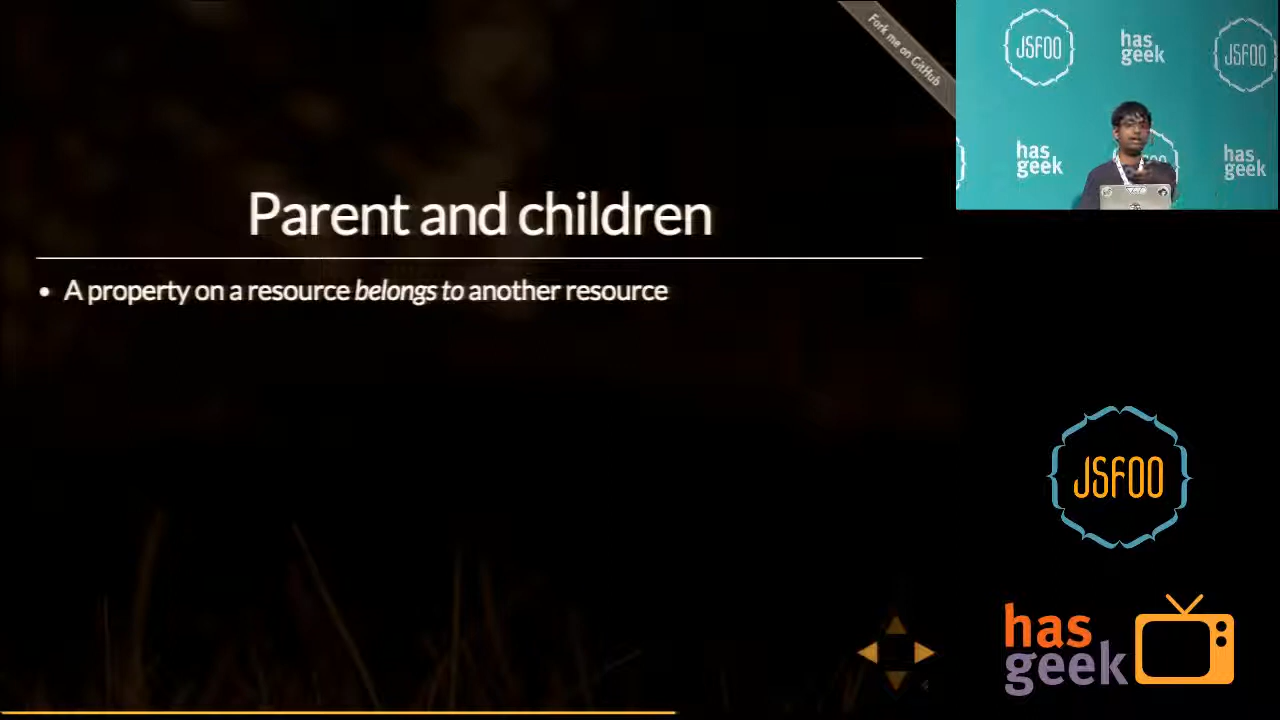 Fork me on GitHub
Parent and children
• A property on a resource belongs to another resource
JSFOO
has
geek
JSFOO
has
geek
has
geek
JSFOO
has
geek